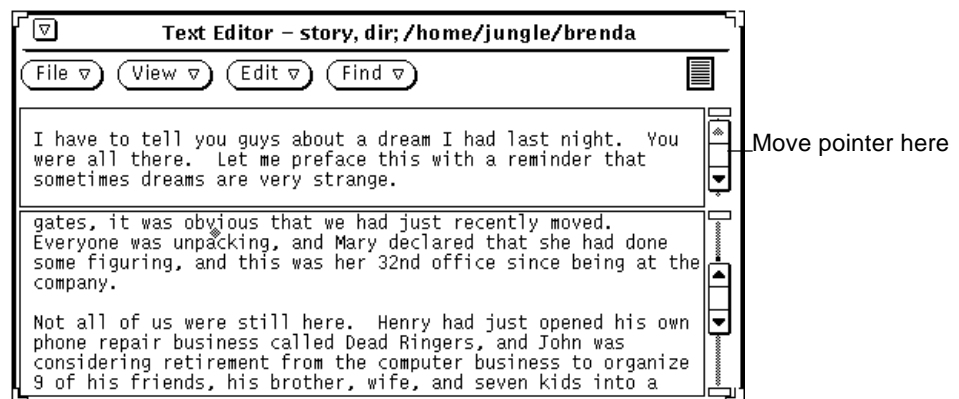 Text Editor – story, dir; /home/jungle/brenda
File View Edit Find
I have to tell you guys about a dream I had last night.  You
were all there.  Let me preface this with a reminder that
sometimes dreams are very strange.
Move pointer here
gates, it was obvious that we had just recently moved.
Everyone was unpacking, and Mary declared that she had done
some figuring, and this was her 32nd office since being at the
company.
Not all of us were still here.  Henry had just opened his own
phone repair business called Dead Ringers, and John was
considering retirement from the computer business to organize
9 of his friends, his brother, wife, and seven kids into a